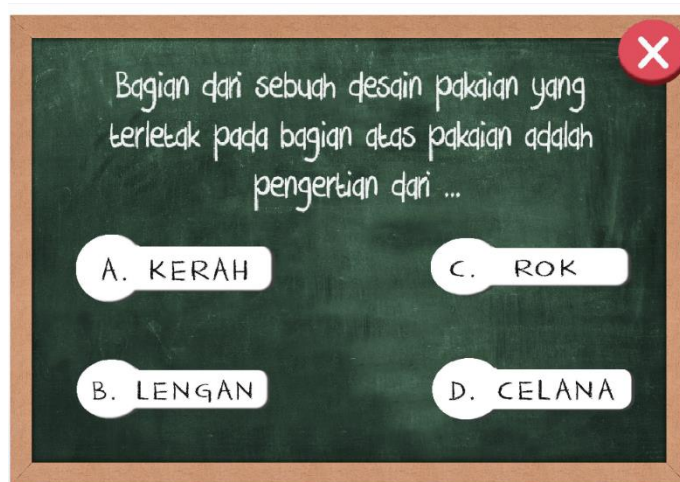 Bagian dari sebuah desain pakaian yang
terletak pada bagian atas pakaian adalah
pengertian dari ...
A. KERAH
C. ROK
B. LENGAN
D. CELANA